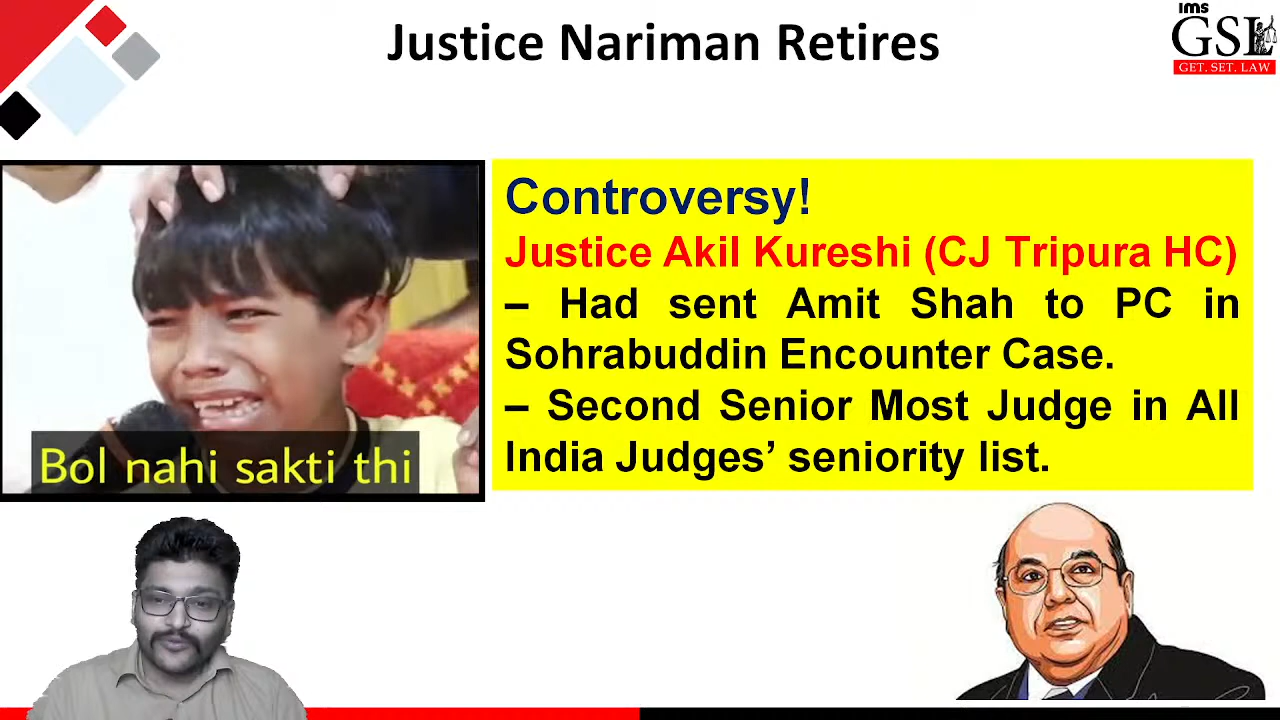 Justice Nariman Retires
ims
GSL
GET. SET. LAW
Controversy!
Justice Akil Kureshi (CJ Tripura HC)
– Had sent Amit Shah to PC in
Sohrabuddin Encounter Case.
– Second Senior Most Judge in All
India Judges’ seniority list.
Bol nahi sakti thi